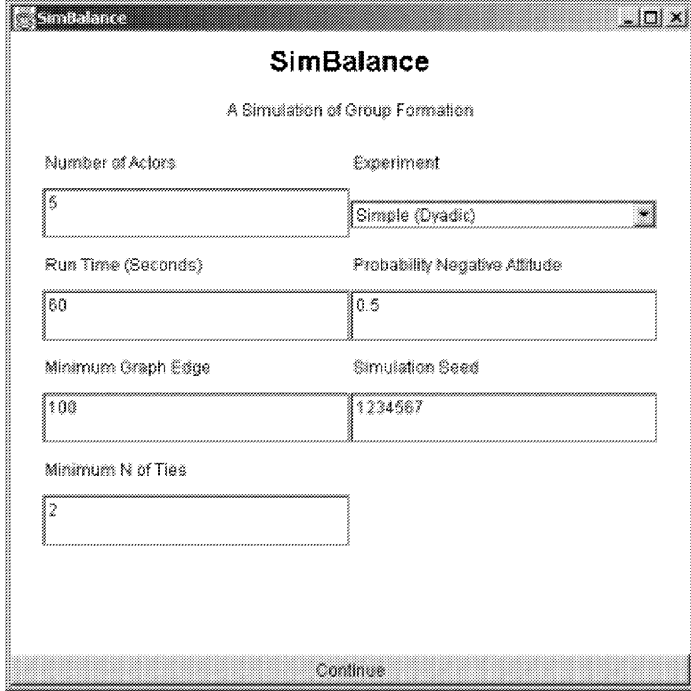 SimBalance
SimBalance
A Simulation of Group Formation
Number of Actors
Experiment
5
Simple (Dyadic)
Run Time (Seconds)
Probability Negative Attitude
60
0.5
Minimum Graph Edge
Simulation Seed
100
1234567
Minimum N of Ties
2
Continue